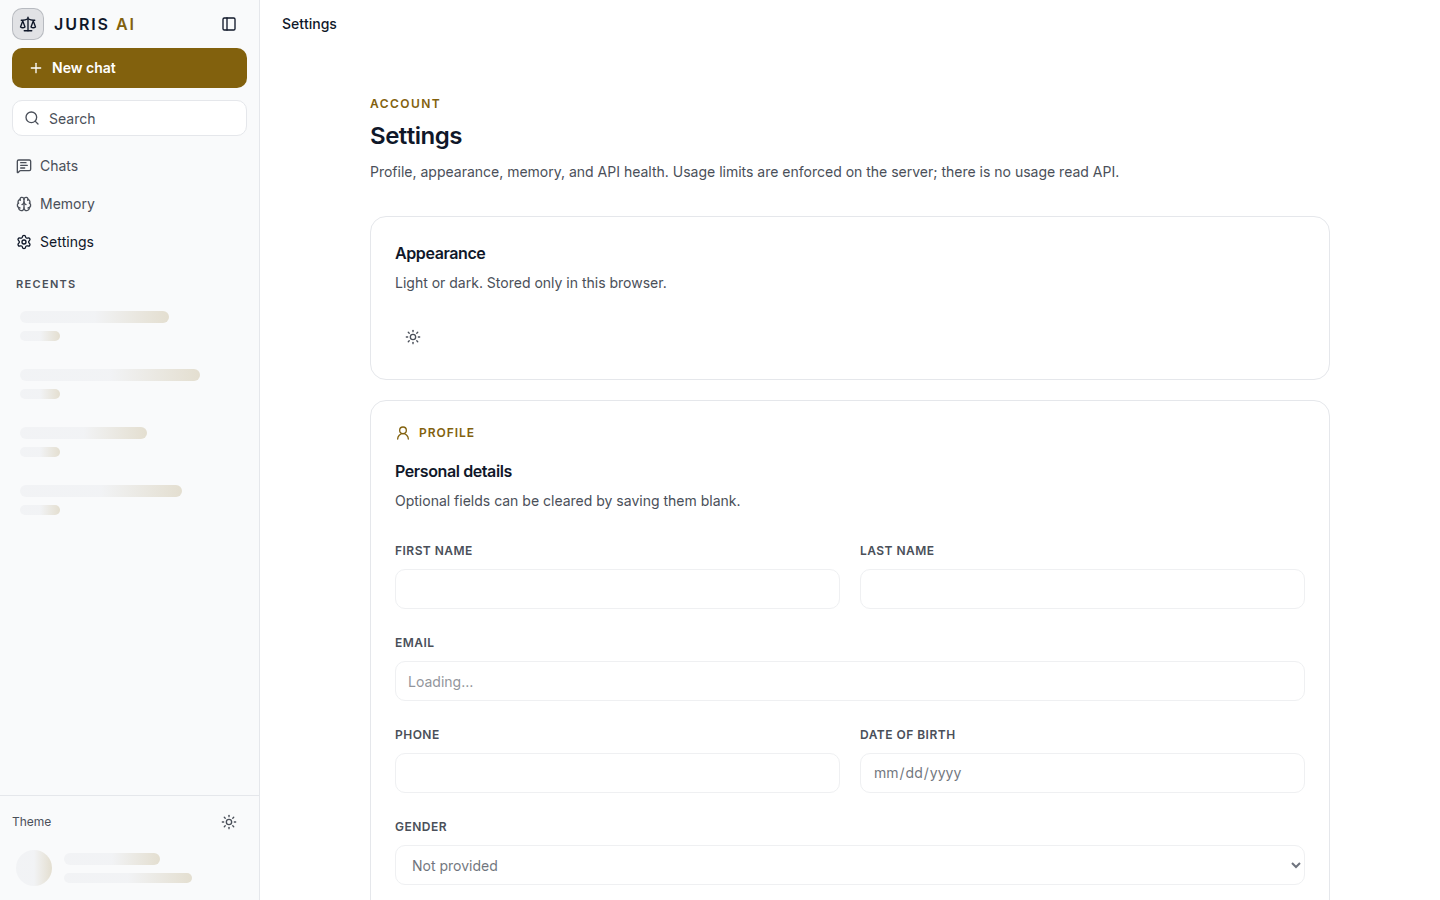 JURIS AI
New chat
Search
Chats
Memory
Settings
RECENTS
Theme
Settings
ACCOUNT
Settings
Profile, appearance, memory, and API health. Usage limits are enforced on the server; there is no usage read API.
Appearance
Light or dark. Stored only in this browser.
PROFILE
Personal details
Optional fields can be cleared by saving them blank.
FIRST NAME
LAST NAME
EMAIL
Loading...
PHONE
DATE OF BIRTH
mm/dd/yyyy
GENDER
Not provided